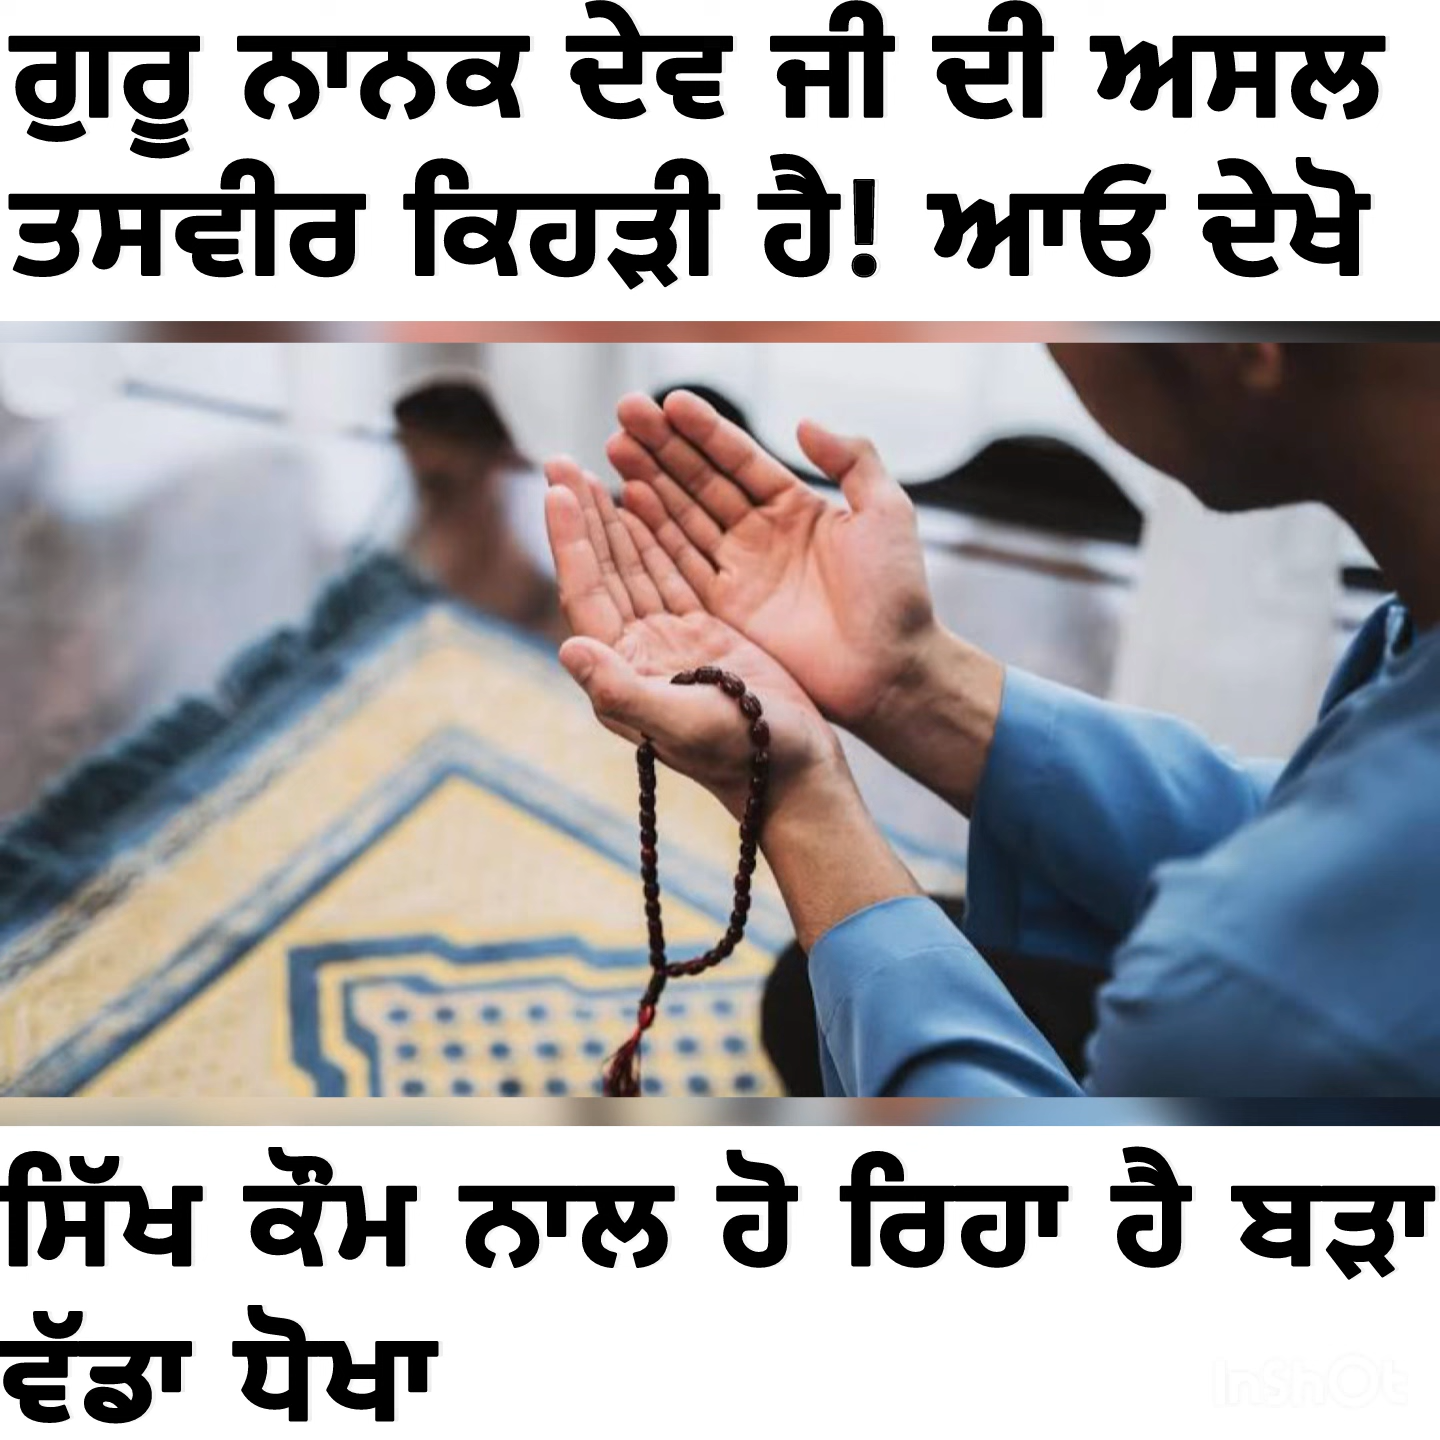 ਗੁਰੂ ਨਾਨਕ ਦੇਵ ਜੀ ਦੀ ਅਸਲ
ਤਸਵੀਰ ਕਿਹੜੀ ਹੈ! ਆਓ ਦੇਖੋ
ਸਿੱਖ ਕੌਮ ਨਾਲ ਹੋ ਰਿਹਾ ਹੈ ਬੜਾ
ਵੱਡਾ ਧੋਖਾ
InShOt